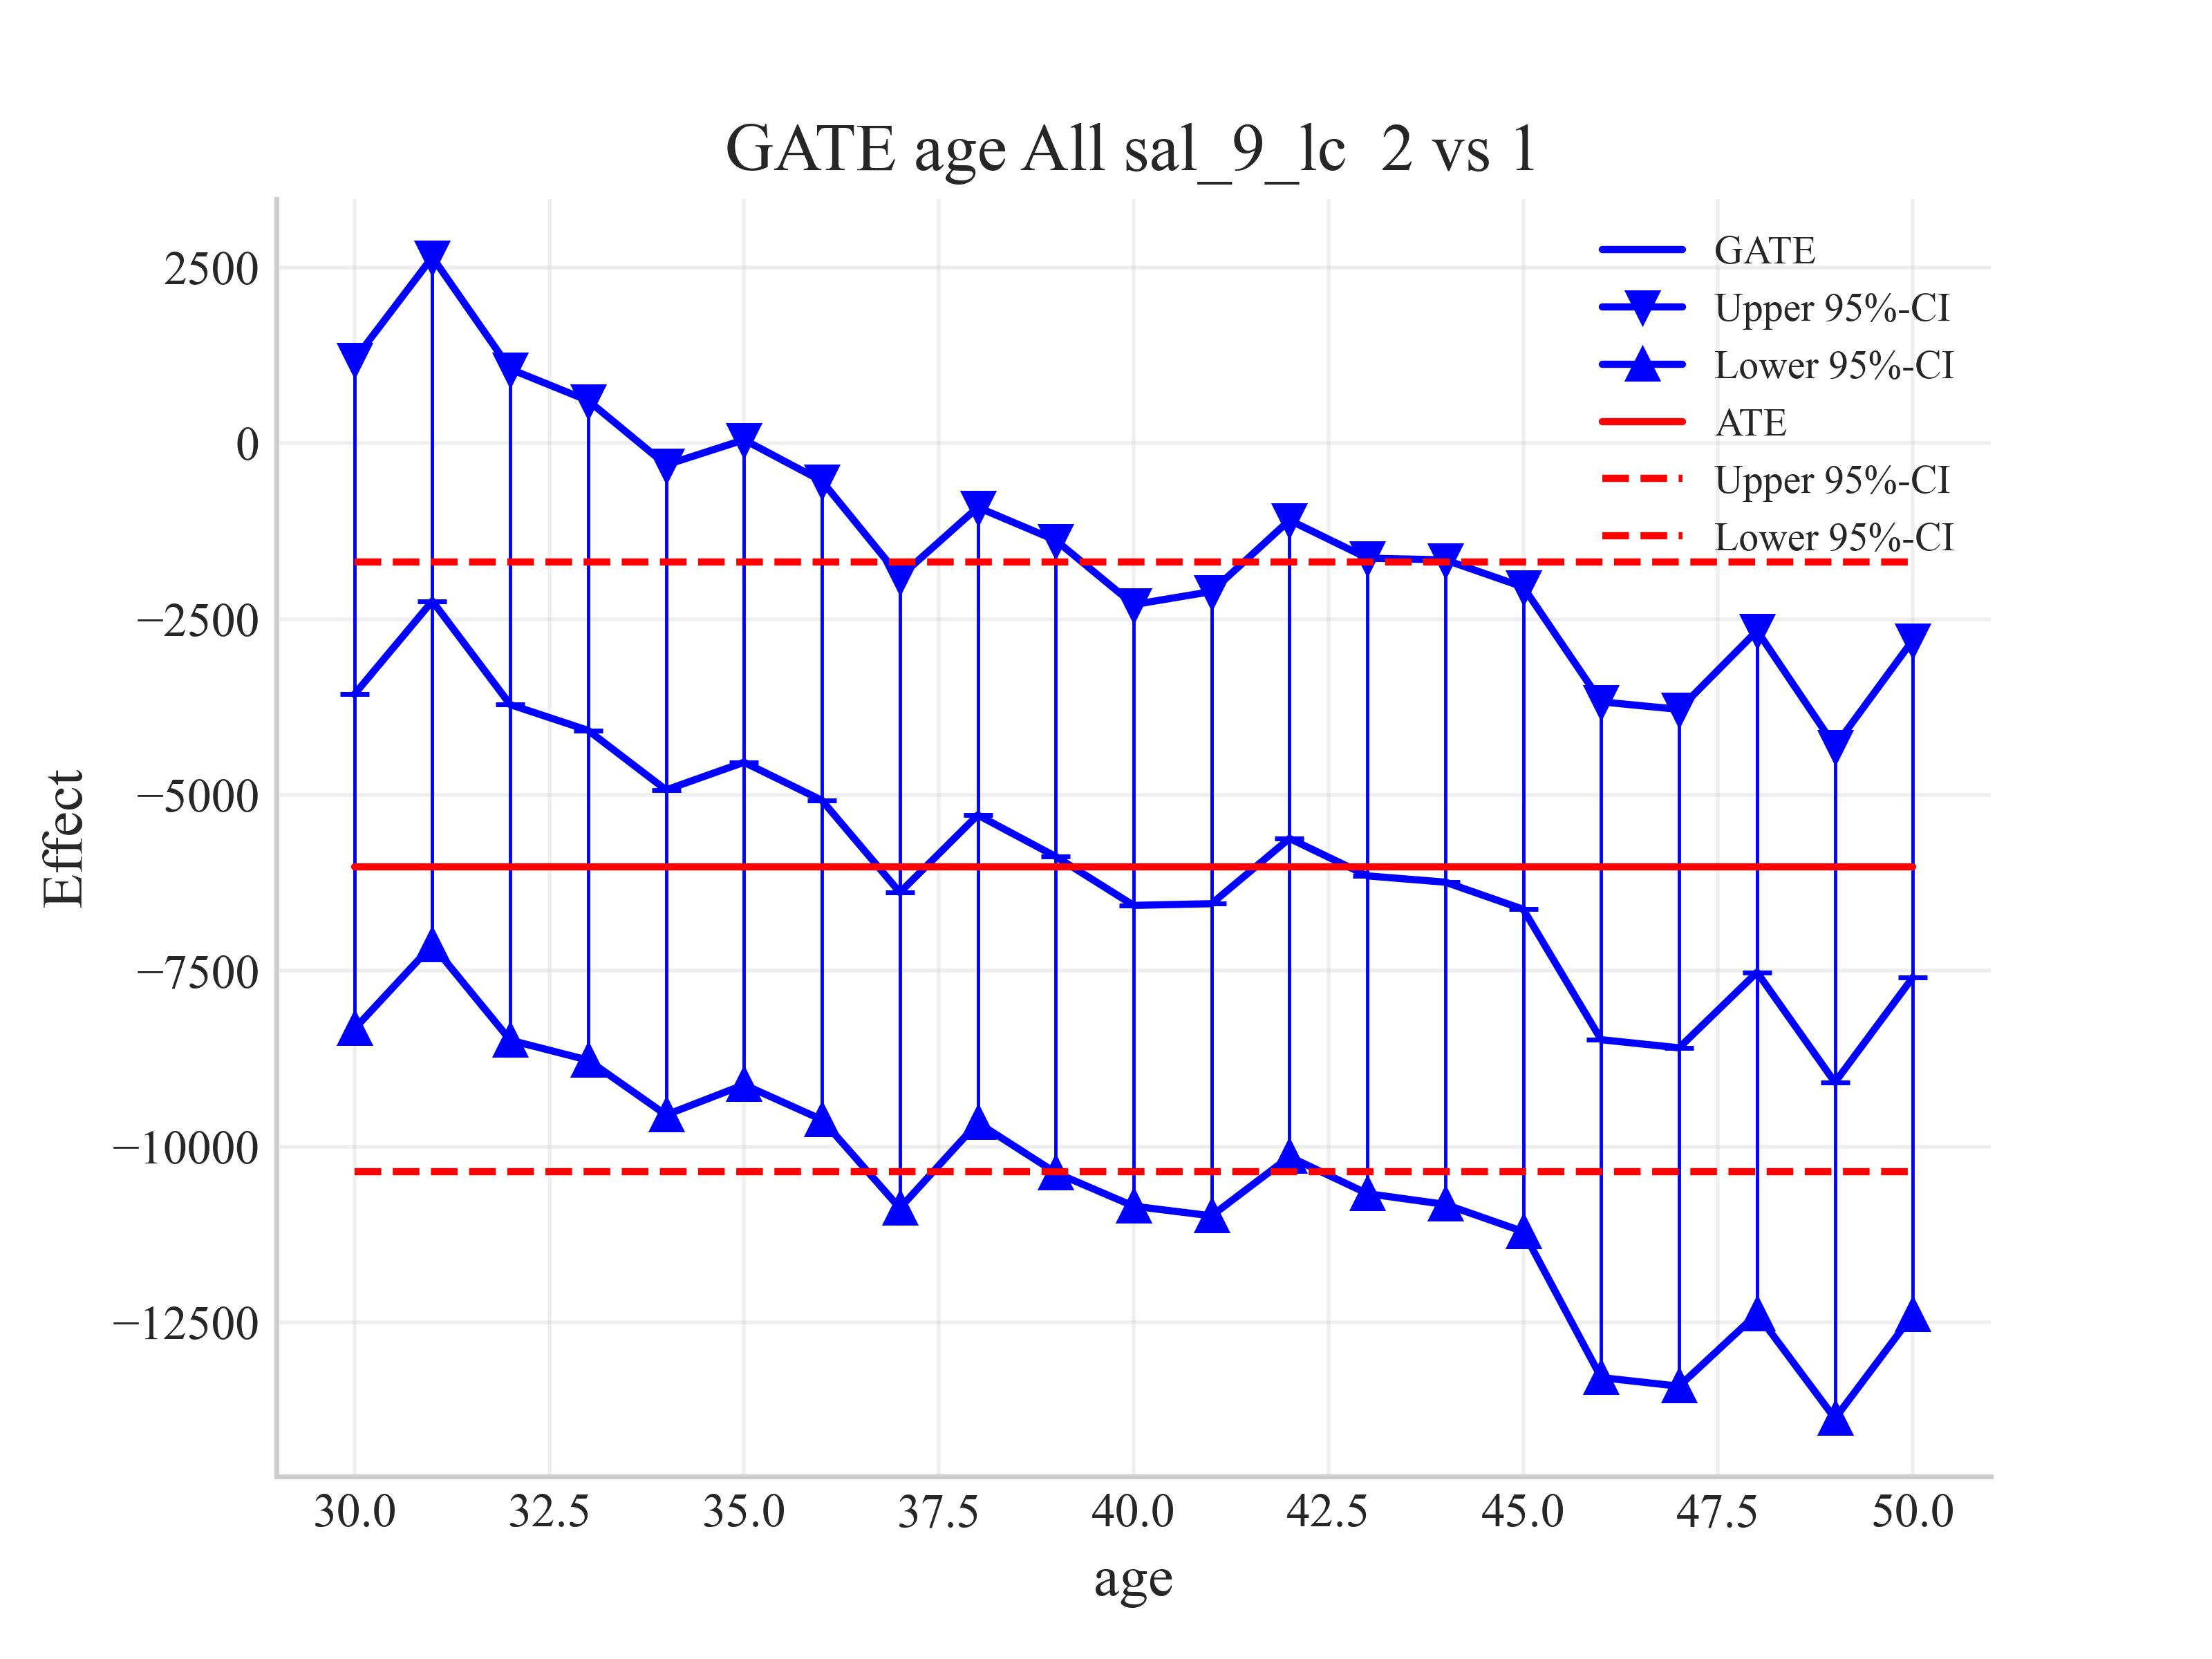 GATE age All sal_9_lc  2 vs 1
GATE
Upper 95%-CI
Lower 95%-CI
ATE
Upper 95%-CI
Lower 95%-CI
2500
0
−2500
−5000
−7500
−10000
−12500
Effect
30.0 32.5 35.0 37.5 40.0 42.5 45.0 47.5 50.0
age